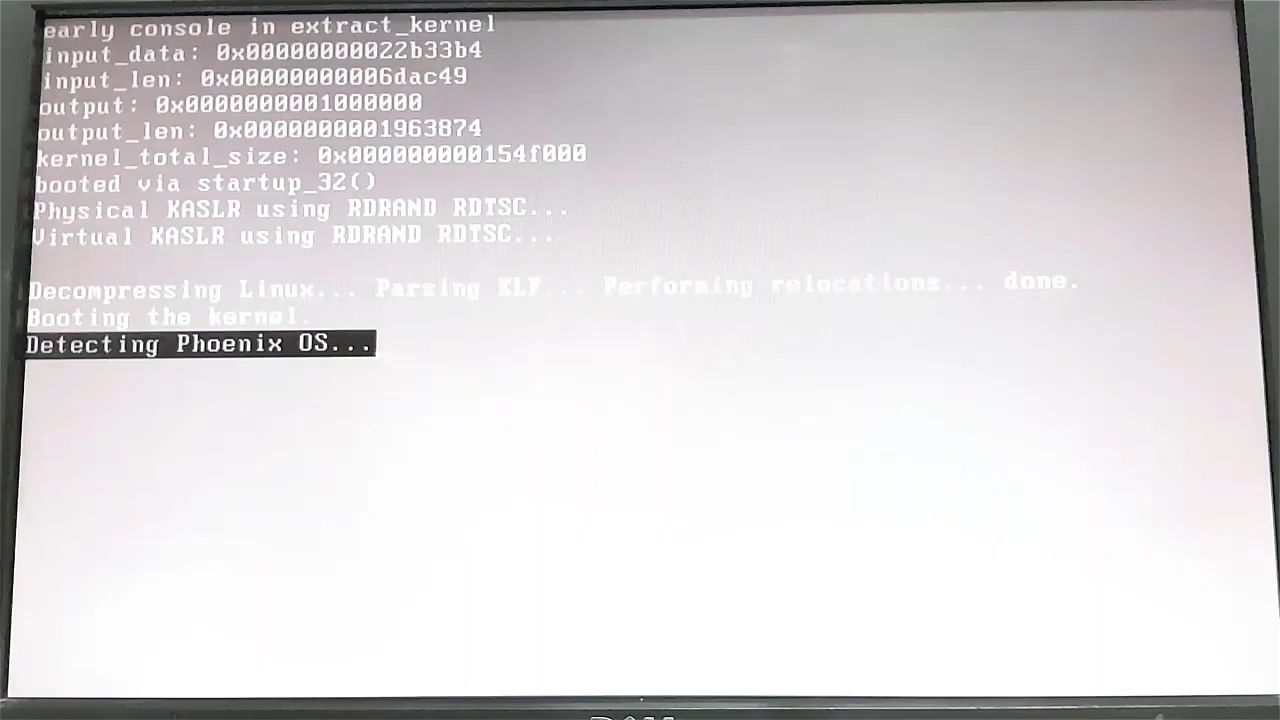 early console in extract_kernel
input_data: 0x00000000022b33b4
input_len: 0x00000000006dac49
output: 0x0000000001000000
output_len: 0x0000000001963874
kernel_total_size: 0x000000000154f000
booted via startup_32()
Physical KASLR using RDRAND RDTSC...
Virtual KASLR using RDRAND RDTSC...
Decompressing Linux... Parsing ELF... Performing relocations... done.
Booting the kernel.
Detecting Phoenix OS...